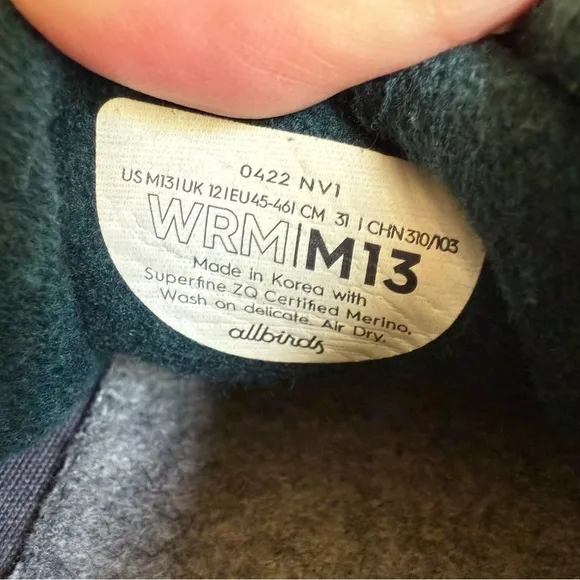 0422 NV1
US M13|UK 12|EU45-46| CM 31 | CHN 310/103
WRM|M13
Made in Korea with
Superfine ZQ Certified Merino.
Wash on delicate. Air Dry.
allbirds